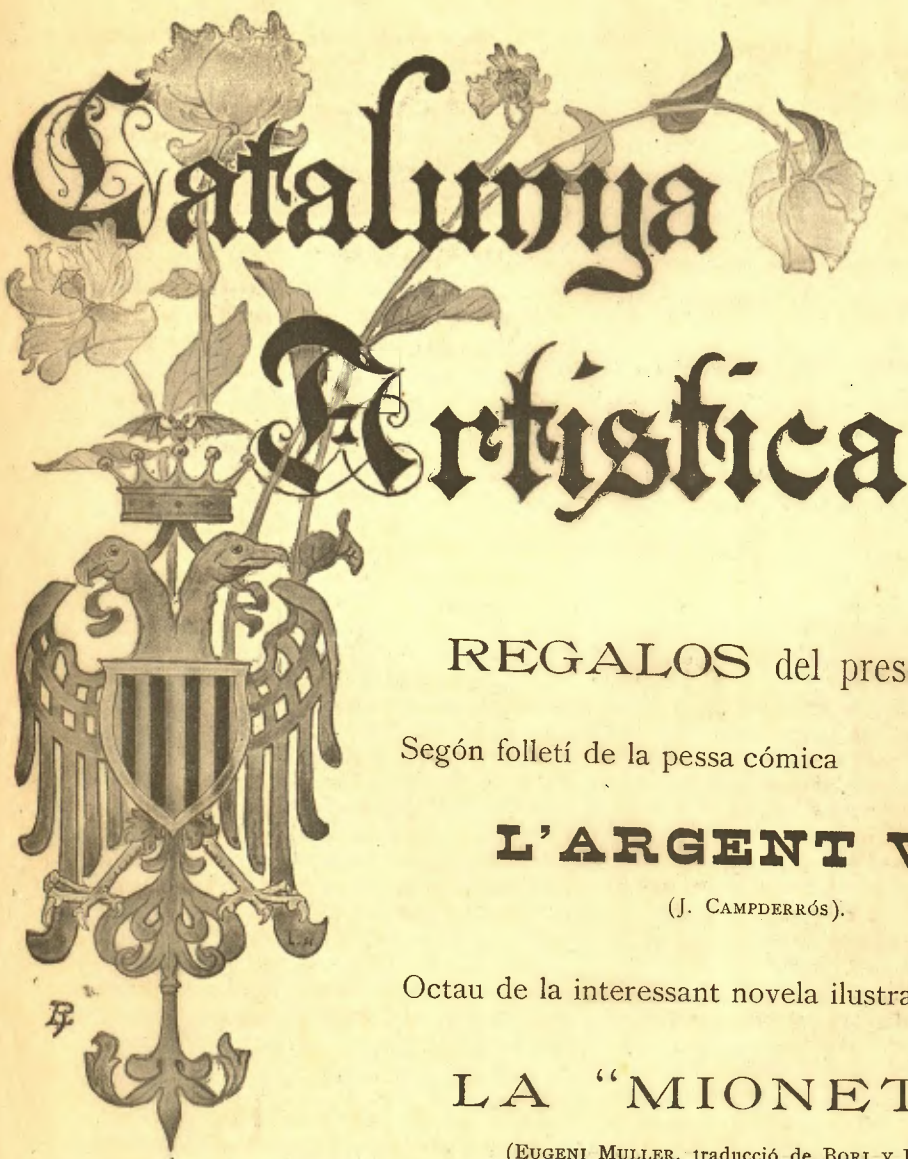 Catalunya
Artística
REGALOS del pres
Segón folletí de la pessa cómica
L'ARGENT V
(J. CAMPDERRÓS).
Octau de la interessant novela ilustra
LA “MIONET
(EUGENI MULLER, traducció de BORI Y